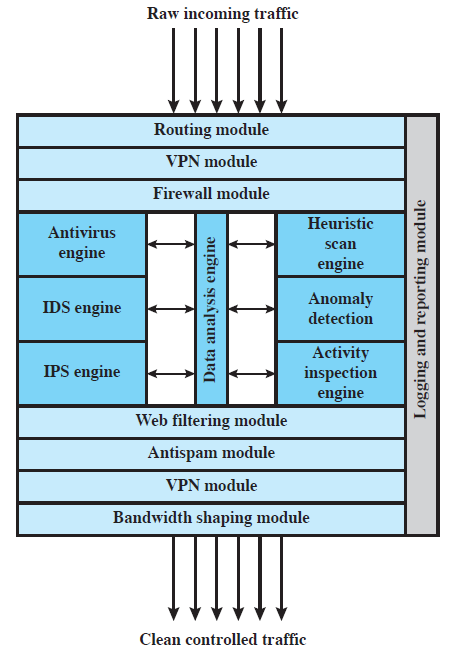 Raw incoming traffic
Routing module
VPN module
Firewall module
Antivirus
engine
IDS engine
IPS engine
Data analysis engine
Heuristic
scan
engine
Anomaly
detection
Activity
inspection
engine
Web filtering module
Antispam module
VPN module
Bandwidth shaping module
Logging and reporting module
Clean controlled traffic